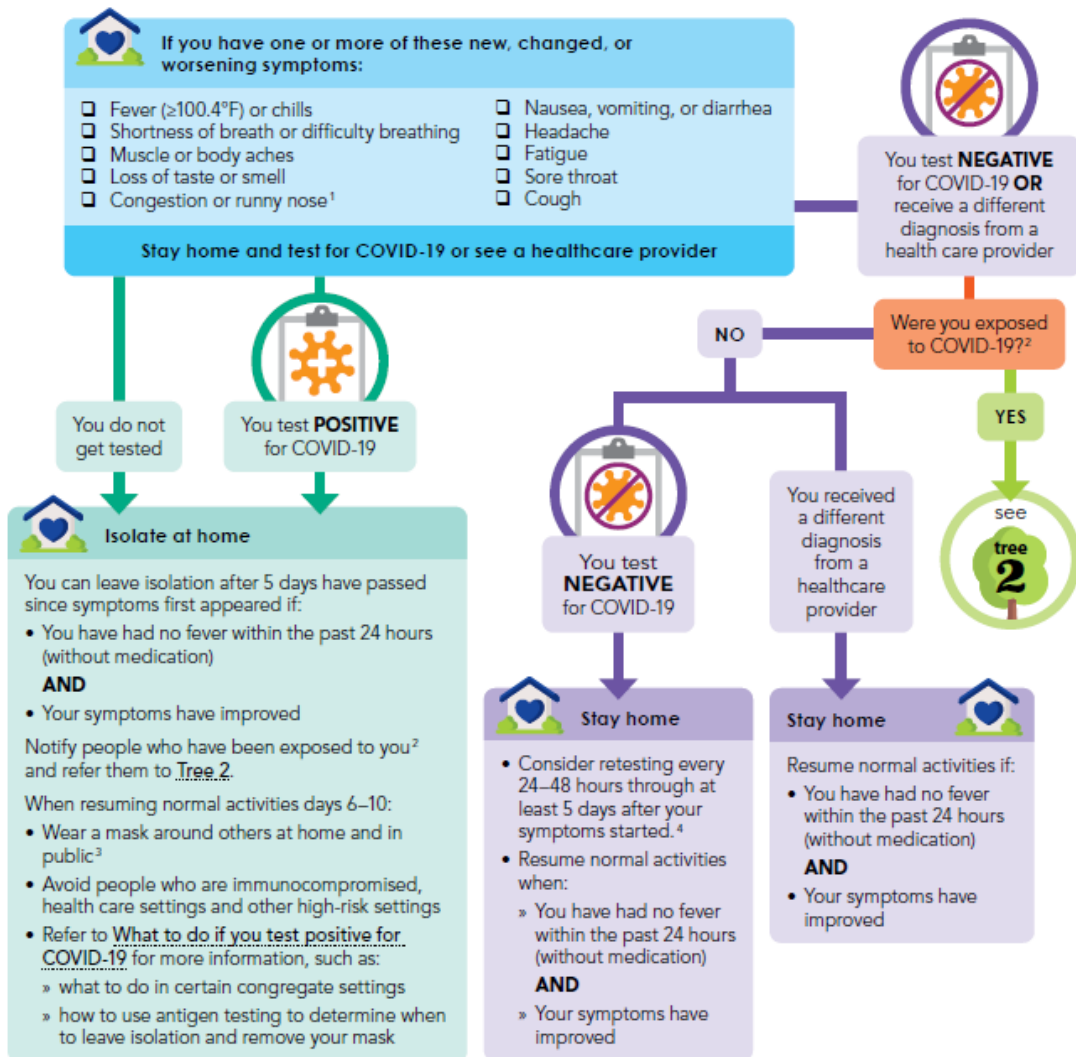 If you have one or more of these new, changed, or
worsening symptoms:
Fever (≥100.4°F) or chills
Shortness of breath or difficulty breathing
Muscle or body aches
Loss of taste or smell
Congestion or runny nose¹
Nausea, vomiting, or diarrhea
Headache
Fatigue
Sore throat
Cough
Stay home and test for COVID-19 or see a healthcare provider
You test NEGATIVE
for COVID-19 OR
receive a different
diagnosis from a
health care provider
Were you exposed
to COVID-19?²
NO
YES
see
tree
2
You do not
get tested
You test POSITIVE
for COVID-19
Isolate at home
You can leave isolation after 5 days have passed
since symptoms first appeared if:
• You have had no fever within the past 24 hours
(without medication)
AND
• Your symptoms have improved
Notify people who have been exposed to you²
and refer them to Tree 2.
When resuming normal activities days 6–10:
• Wear a mask around others at home and in
public³
• Avoid people who are immunocompromised,
health care settings and other high-risk settings
• Refer to What to do if you test positive for
COVID-19 for more information, such as:
» what to do in certain congregate settings
» how to use antigen testing to determine when
to leave isolation and remove your mask
You test
NEGATIVE
for COVID-19
Stay home
• Consider retesting every
24–48 hours through at
least 5 days after your
symptoms started.⁴
• Resume normal activities
when:
» You have had no fever
within the past 24 hours
(without medication)
AND
» Your symptoms have
improved
You received
a different
diagnosis
from a
healthcare
provider
Stay home
Resume normal activities if:
• You have had no fever
within the past 24 hours
(without medication)
AND
• Your symptoms have
improved